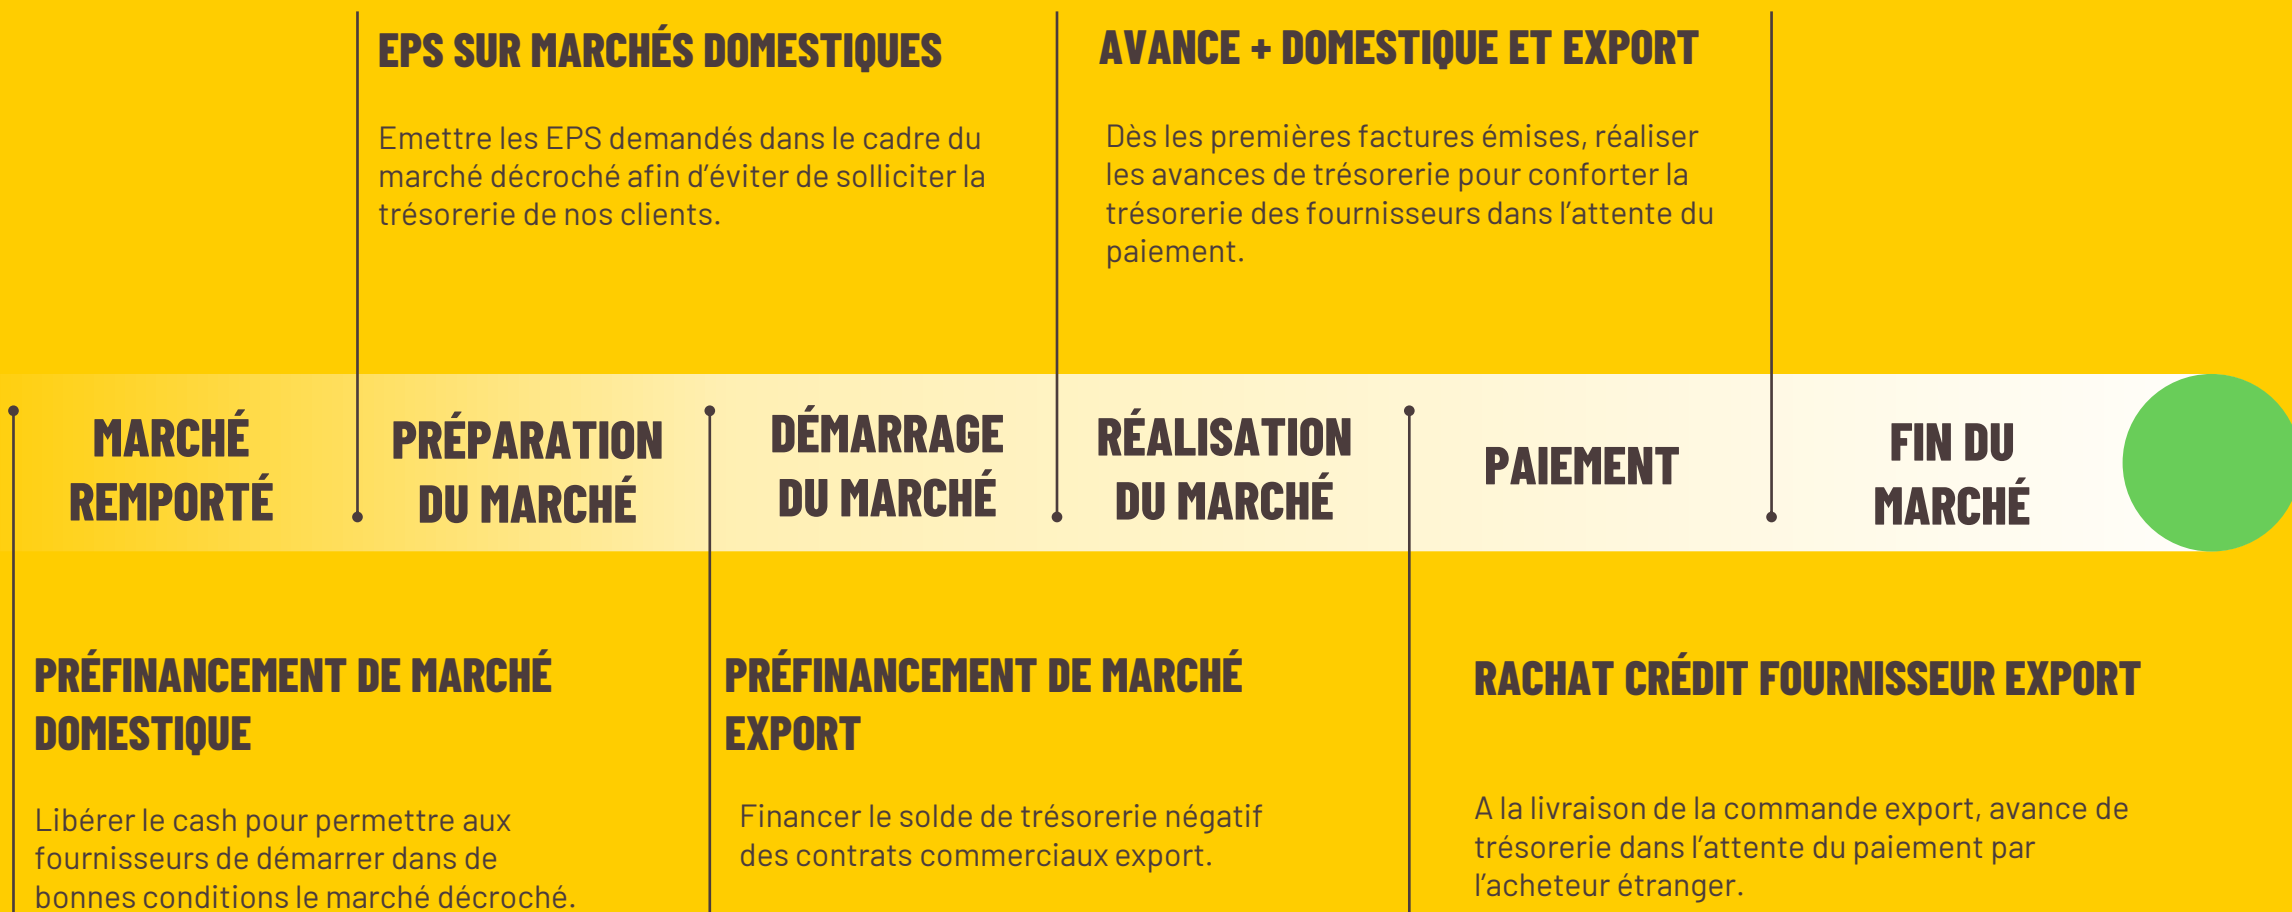 EPS SUR MARCHÉS DOMESTIQUES
Emettre les EPS demandés dans le cadre du
marché décroché afin d'éviter de solliciter la
trésorerie de nos clients.
AVANCE + DOMESTIQUE ET EXPORT
Dès les premières factures émises, réaliser
les avances de trésorerie pour conforter la
trésorerie des fournisseurs dans l'attente du
paiement.
MARCHÉ
REMPORTÉ
PRÉPARATION
DU MARCHÉ
DÉMARRAGE
DU MARCHÉ
RÉALISATION
DU MARCHÉ
PAIEMENT
FIN DU
MARCHÉ
PRÉFINANCEMENT DE MARCHÉ
DOMESTIQUE
Libérer le cash pour permettre aux
fournisseurs de démarrer dans de
bonnes conditions le marché décroché.
PRÉFINANCEMENT DE MARCHÉ
EXPORT
Financer le solde de trésorerie négatif
des contrats commerciaux export.
RACHAT CRÉDIT FOURNISSEUR EXPORT
A la livraison de la commande export, avance de
trésorerie dans l'attente du paiement par
l'acheteur étranger.